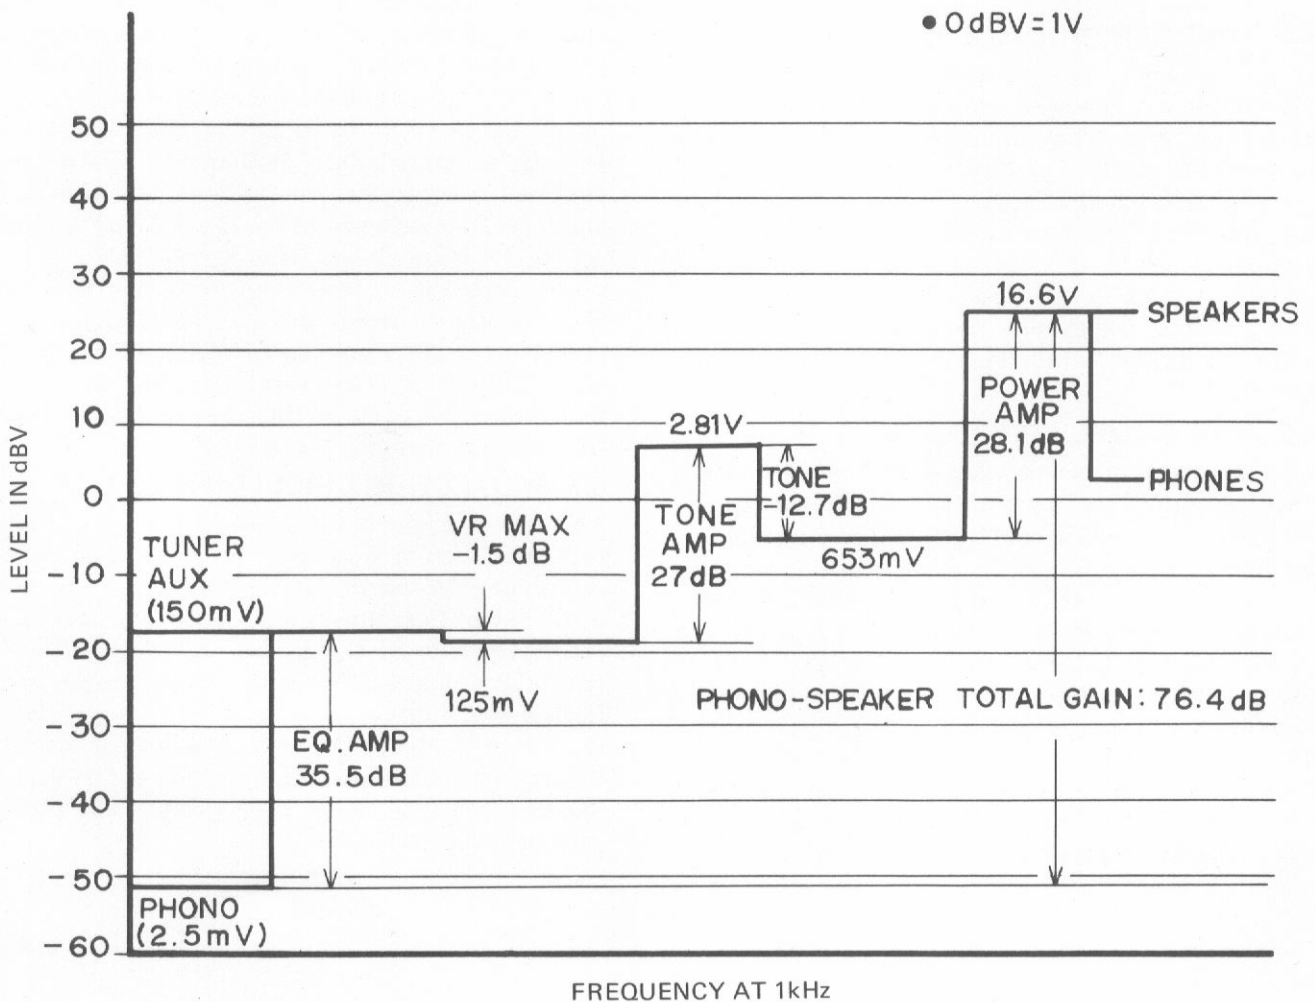 ● 0dBV=1V
50
40
30
20
10
0
-10
-20
-30
-40
-50
-60
LEVEL IN dBV
TUNER
AUX
(150mV)
PHONO
(2.5mV)
EQ. AMP
35.5dB
VR MAX
-1.5dB
125mV
2.81V
TONE
AMP
27dB
TONE
-12.7dB
653mV
16.6V
POWER
AMP
28.1dB
SPEAKERS
PHONES
PHONO-SPEAKER TOTAL GAIN: 76.4dB
FREQUENCY AT 1kHz